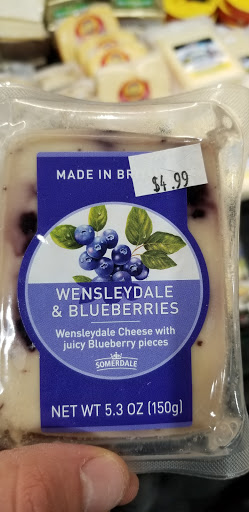 MADE IN BR
$4.99
WENSLEYDALE
& BLUEBERRIES
Wensleydale Cheese with
juicy Blueberry pieces
SOMERDALE
NET WT 5.3 OZ (150g)